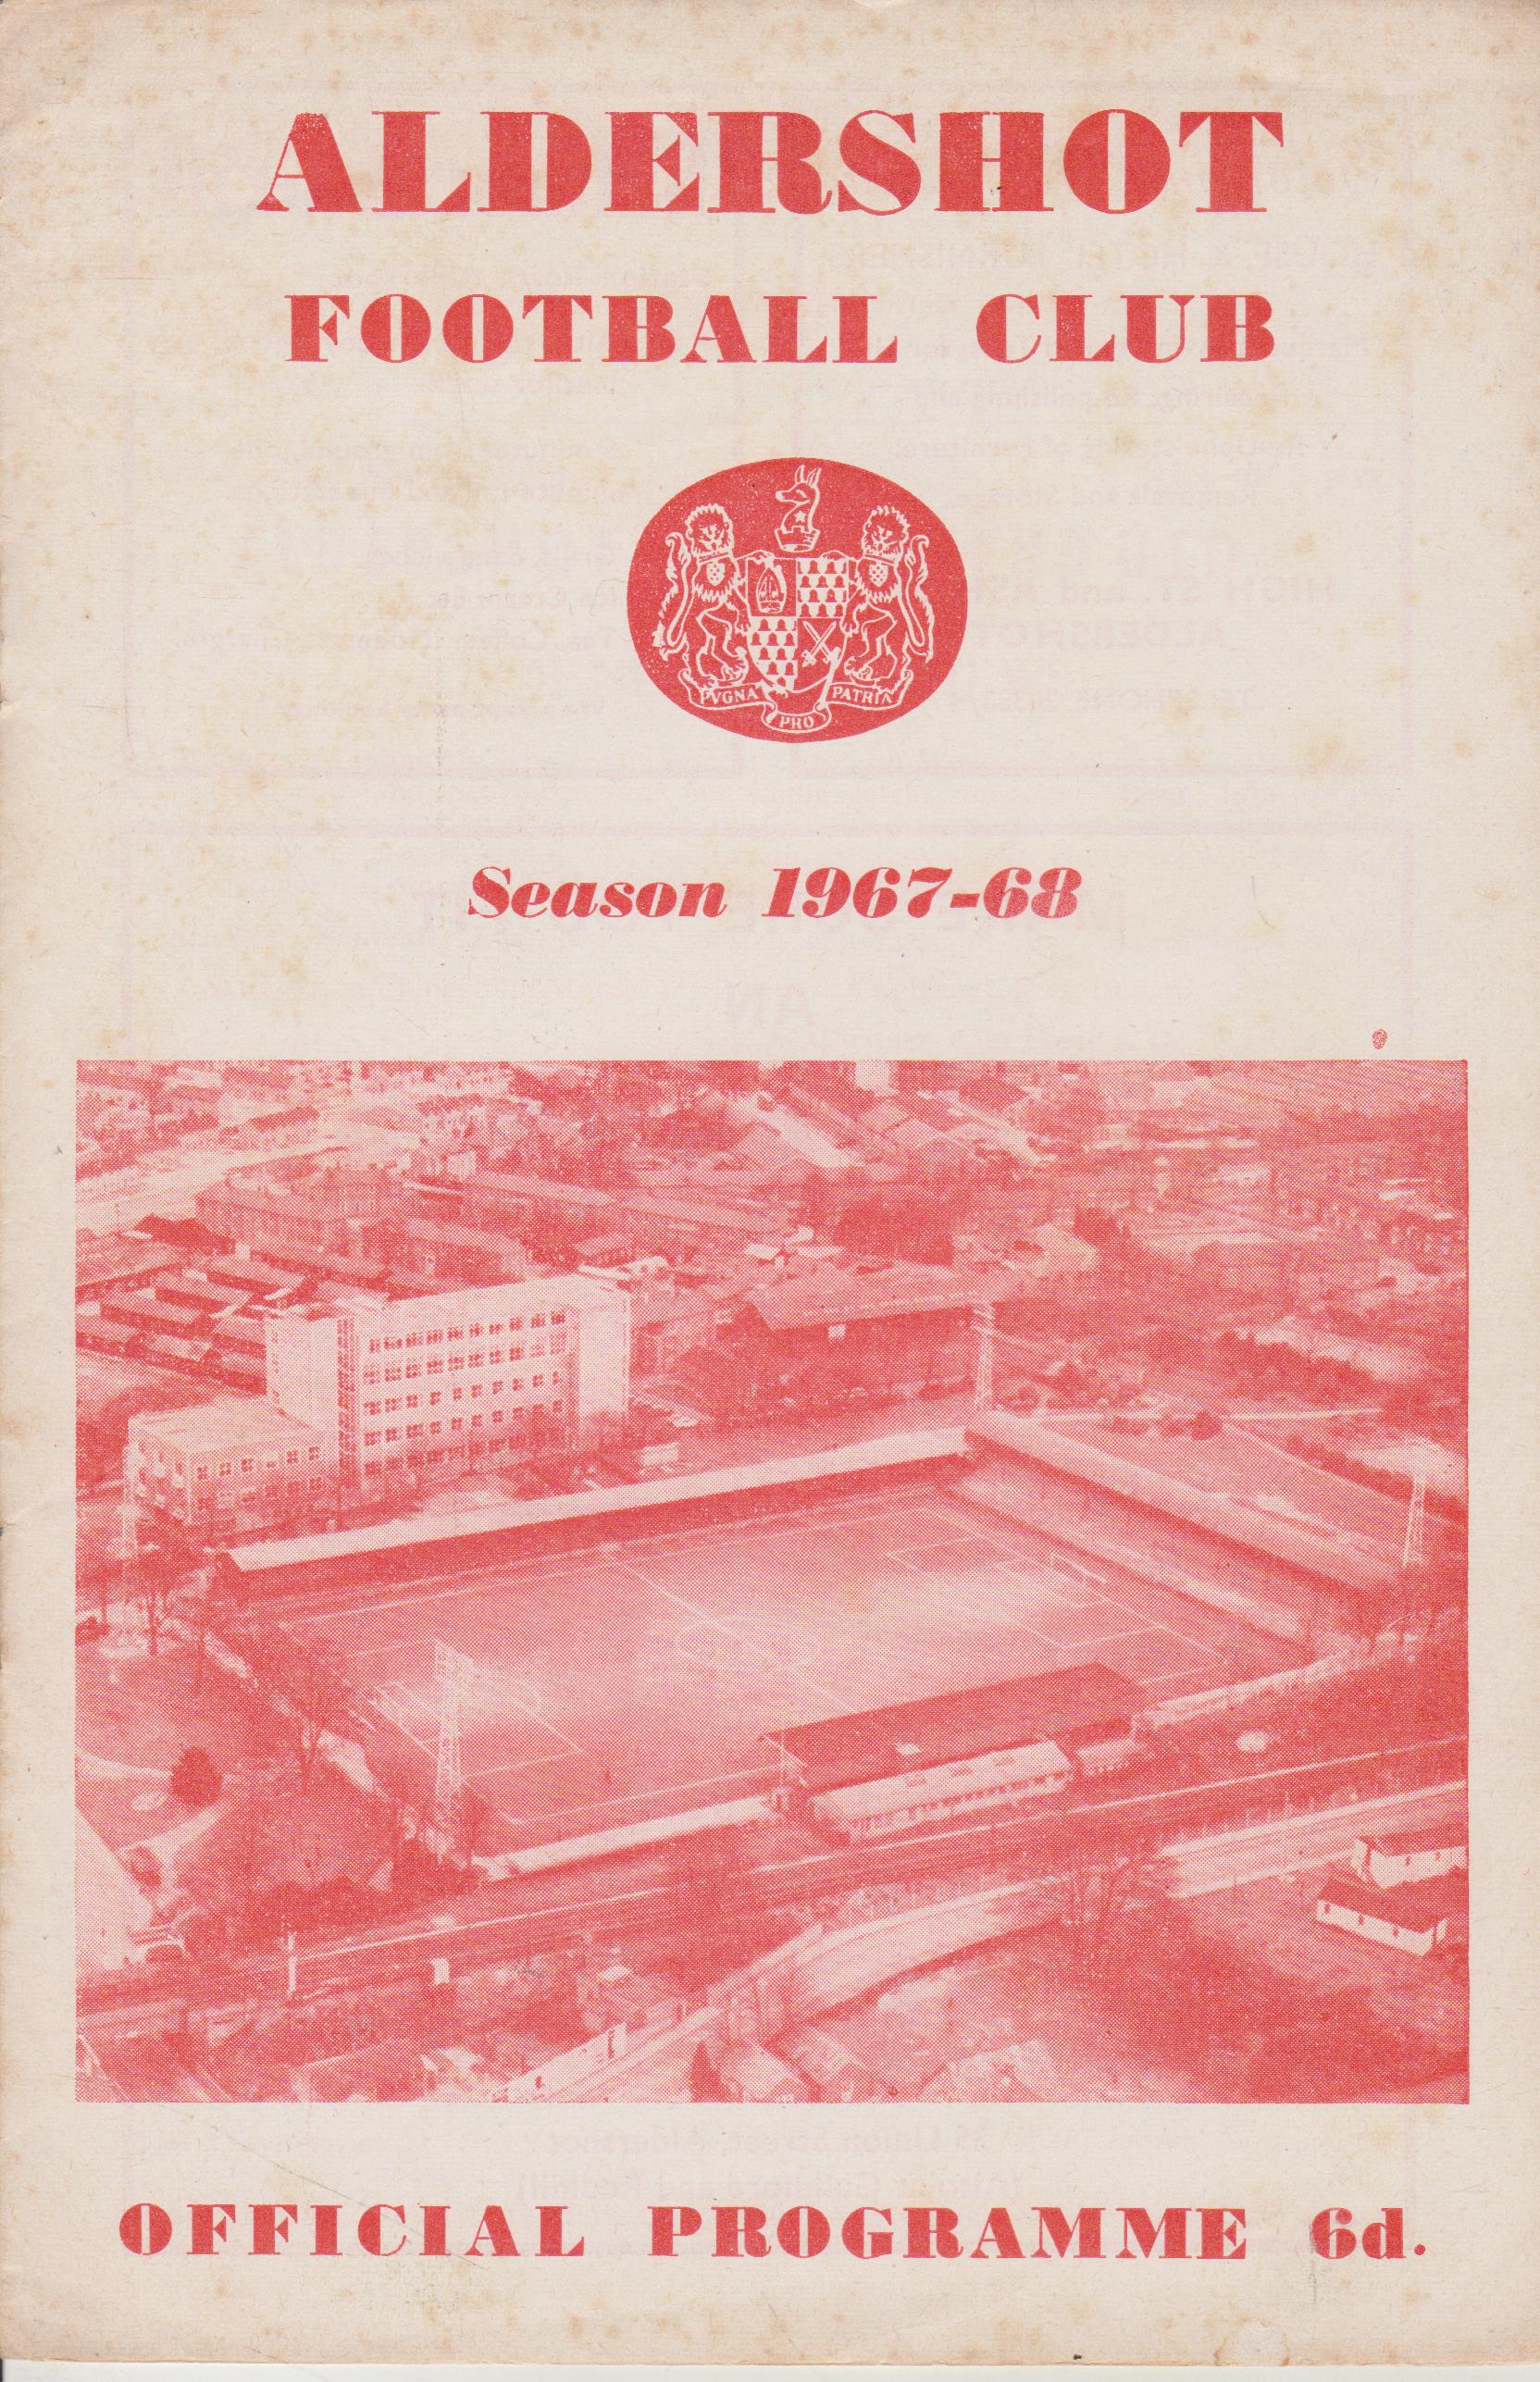 ALDERSHOT
FOOTBALL CLUB
PVGNA PRO PATRIA
Season 1967-68
OFFICIAL PROGRAMME 6d.